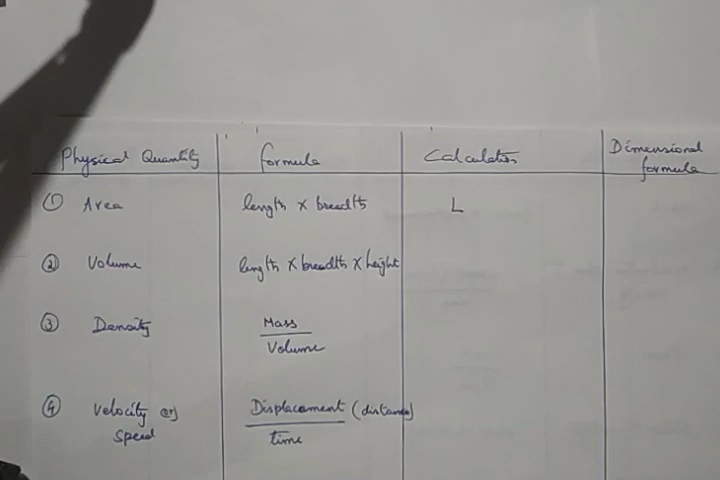 Physical Quantity formula Calculation Dimensional formula
① Area length × breadth L
② Volume length × breadth × height
③ Density Mass
Volume
④ Velocity (or) Displacement (distance)
Speed time